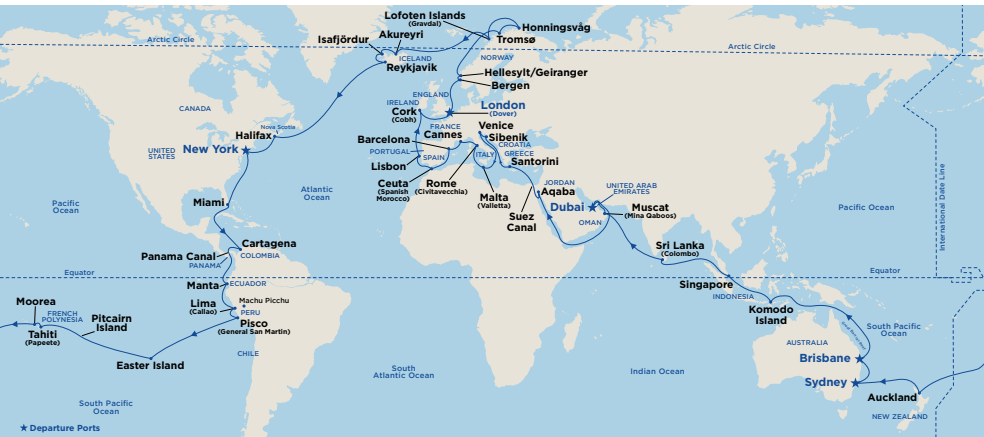 Lofoten Islands
(Gravdal)
Honningsvåg
Isafjördur
Akureyri
Tromsø
Arctic Circle
Arctic Circle
ICELAND
NORWAY
Reykjavik
Hellesylt/Geiranger
Bergen
CANADA
ENGLAND
London
(Dover)
IRELAND
Cork
(Cobh)
Nova Scotia
Halifax
FRANCE
Venice
Barcelona
Cannes
Sibenik
CROATIA
UNITED
STATES
New York
PORTUGAL
SPAIN
ITALY
GREECE
Lisbon
Santorini
Ceuta
(Spanish
Morocco)
Rome
(Civitavecchia)
JORDAN
Aqaba
UNITED ARAB
EMIRATES
Atlantic
Ocean
Malta
(Valletta)
Dubai
Pacific
Ocean
Miami
Suez
Canal
OMAN
Muscat
(Mina Qaboos)
Pacific Ocean
International Date Line
Cartagena
Panama Canal
COLOMBIA
PANAMA
Sri Lanka
(Colombo)
Equator
Equator
Manta
ECUADOR
Singapore
INDONESIA
Moorea
FRENCH
POLYNESIA
Pitcairn
Island
Lima
(Callao)
Machu Picchu
PERU
Komodo
Island
Tahiti
(Papeete)
Pisco
(General San Martin)
Great Barrier Reef
South Pacific
Ocean
AUSTRALIA
Easter Island
CHILE
Brisbane
South
Atlantic Ocean
Indian Ocean
Sydney
Auckland
South Pacific
Ocean
NEW ZEALAND
Departure Ports